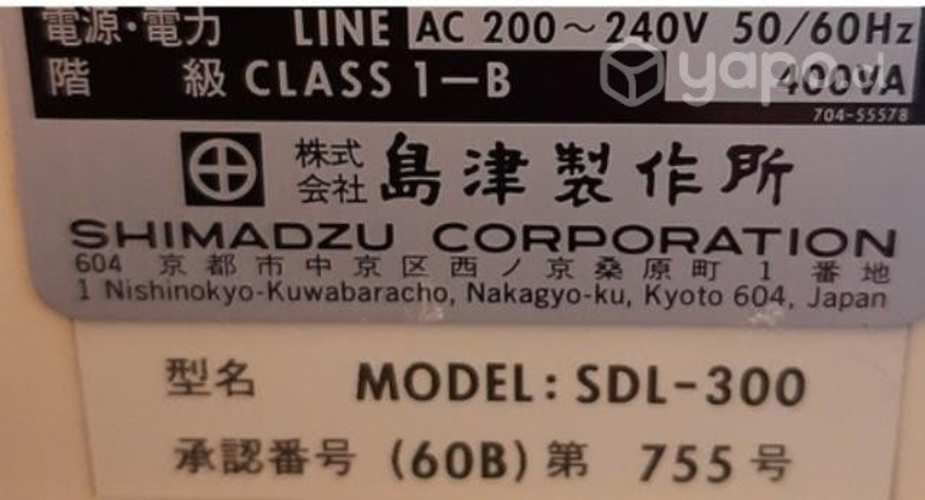 電源・電力 LINE AC 200～240V 50/60Hz
階 級 CLASS 1－B 400VA
yapo.cl
704-55578
株式会社 島津製作所
SHIMADZU CORPORATION
604 京都市中京区西ノ京桑原町1番地
1 Nishinokyo-Kuwabaracho, Nakagyo-ku, Kyoto 604, Japan
型名 MODEL: SDL-300
承認番号 (60B) 第 755 号